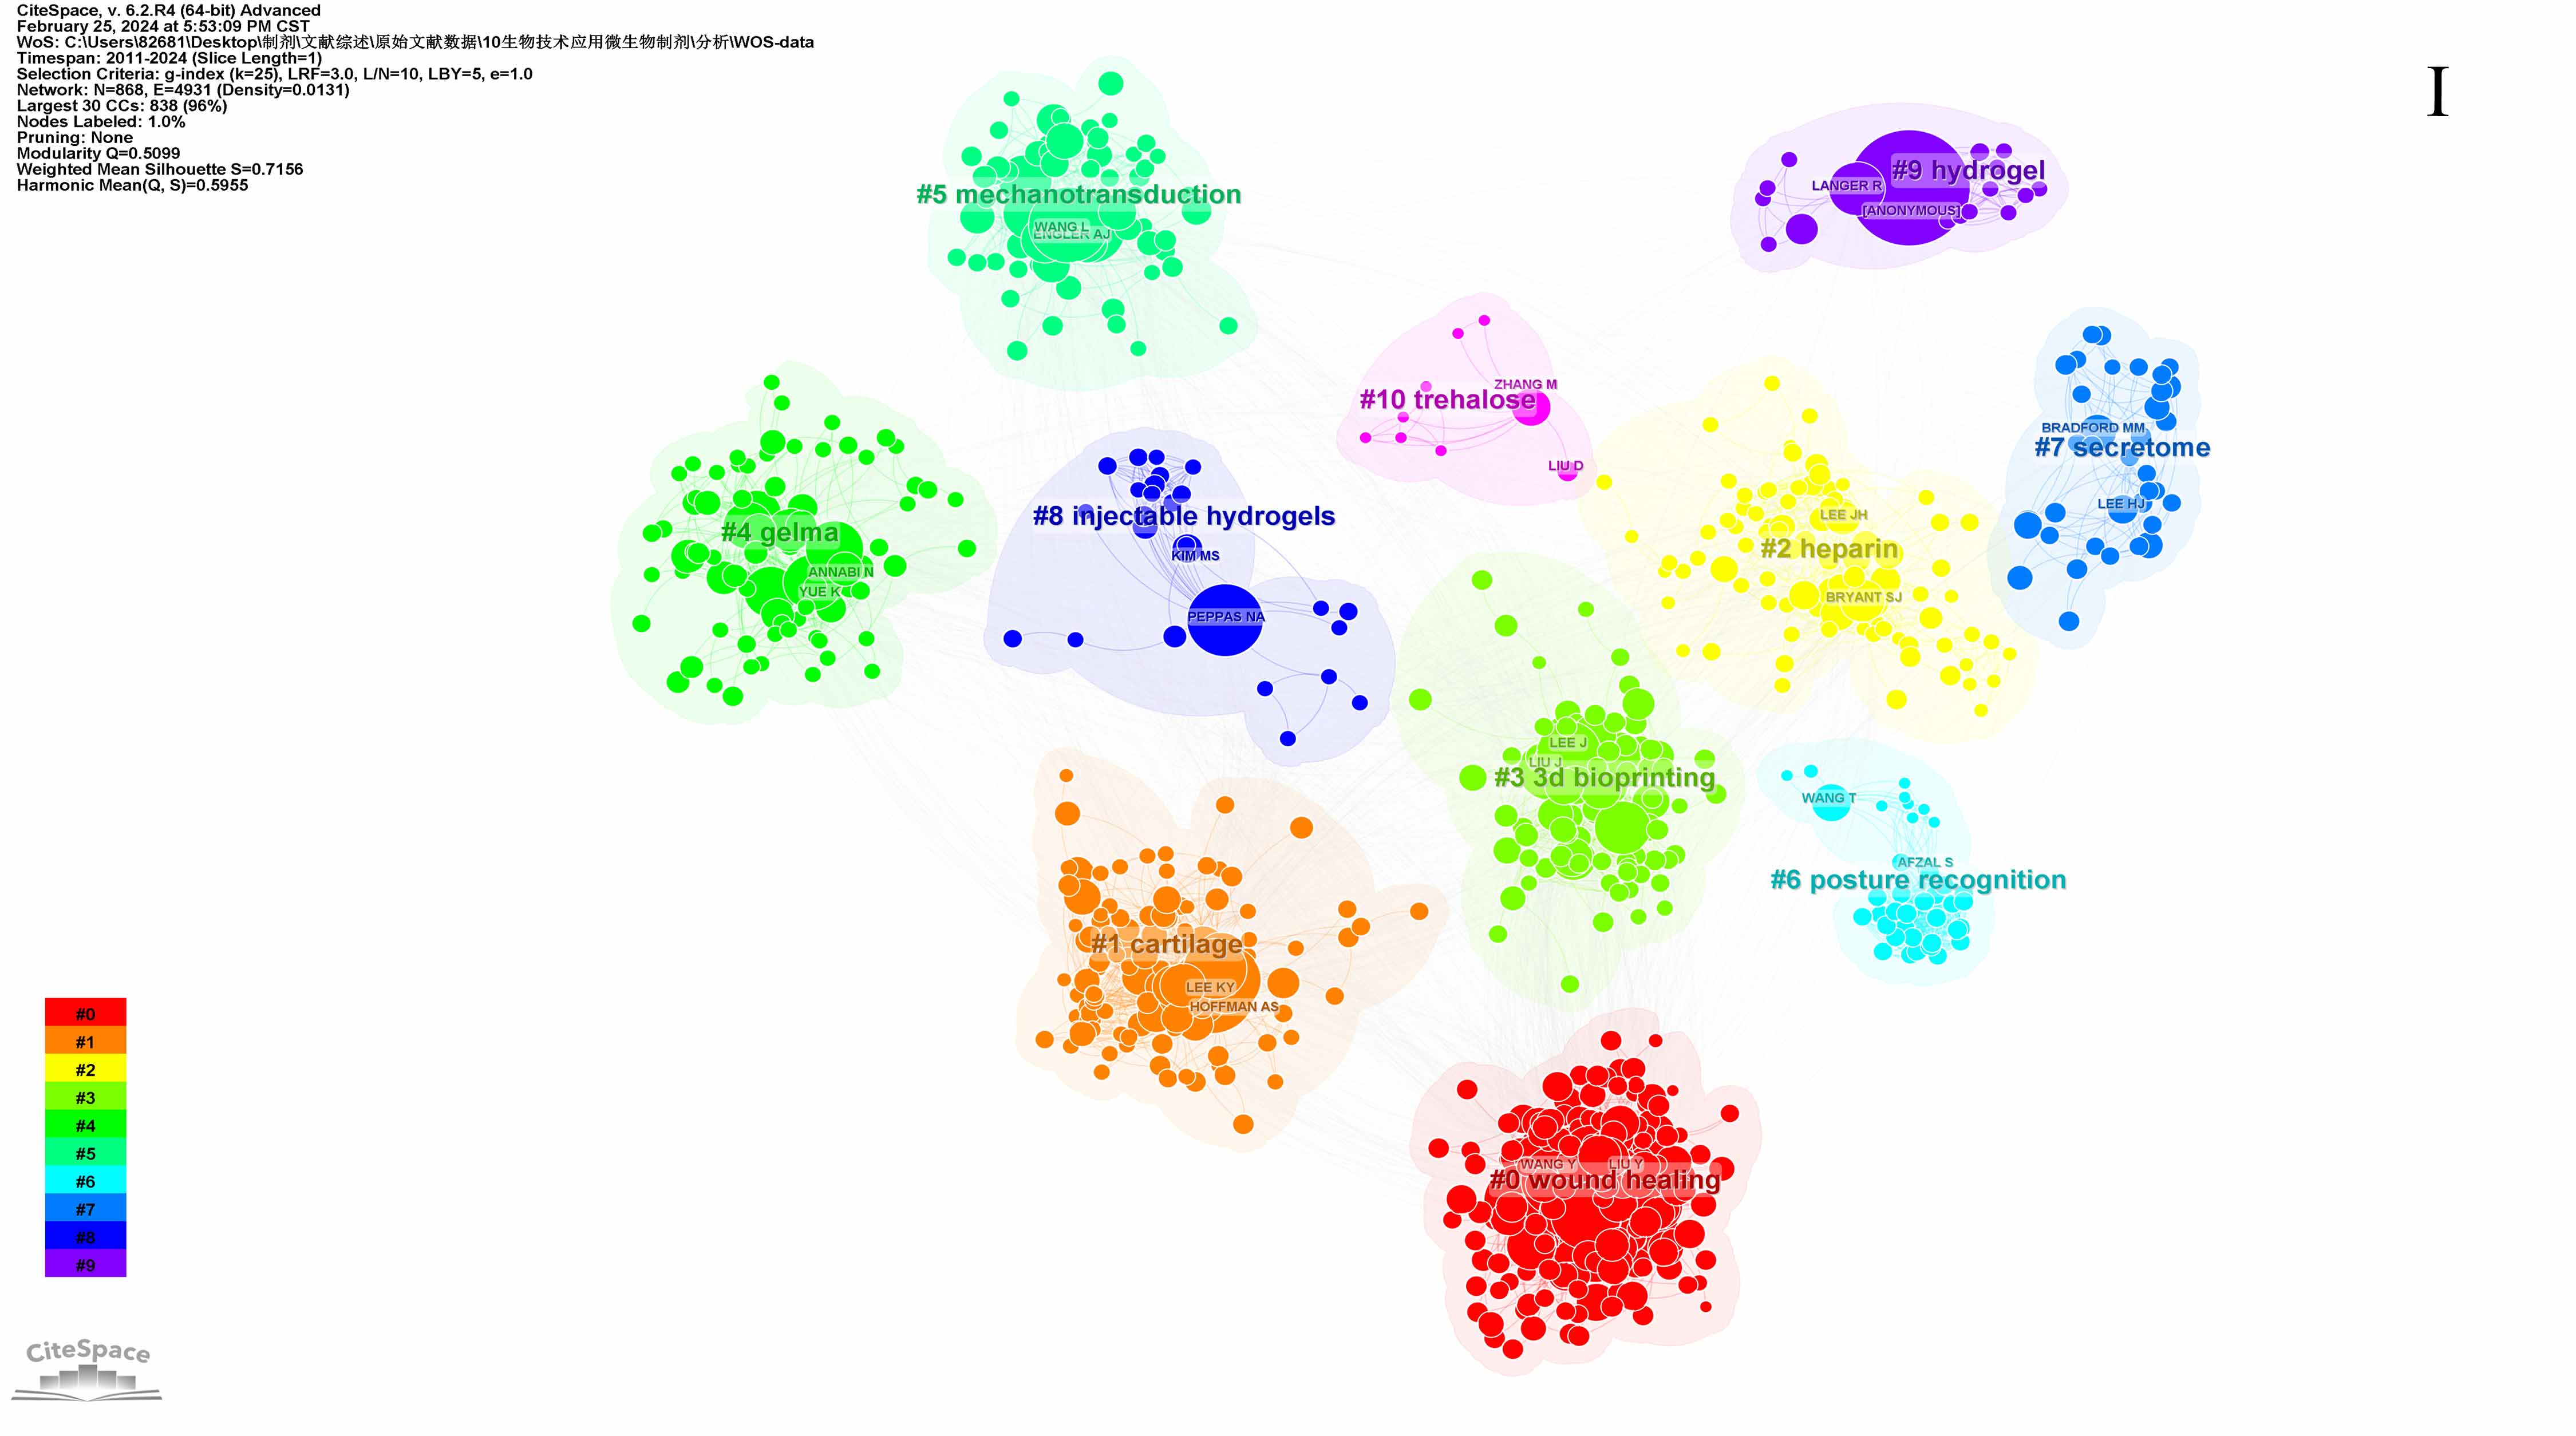 CiteSpace, v. 6.2.R4 (64-bit) Advanced
February 25, 2024 at 5:53:09 PM CST
WoS: C:\Users\82681\Desktop\制剂\文献综述\原始文献数据\10生物技术应用微生物制剂\分析\WOS-data
Timespan: 2011-2024 (Slice Length=1)
Selection Criteria: g-index (k=25), LRF=3.0, L/N=10, LBY=5, e=1.0
Network: N=868, E=4931 (Density=0.0131)
Largest 30 CCs: 838 (96%)
Nodes Labeled: 1.0%
Pruning: None
Modularity Q=0.5099
Weighted Mean Silhouette S=0.7156
Harmonic Mean(Q, S)=0.5955
I
#5 mechanotransduction
WANG L
ENGLER AJ
#9 hydrogel
LANGER R
[ANONYMOUS]
ZHANG M
#10 trehalose
LIU D
BRADFORD MM
#7 secretome
LEE HJ
#8 injectable hydrogels
KIM MS
PEPPAS NA
#4 gelma
ANNABI N
YUE K
LEE JH
#2 heparin
BRYANT SJ
LEE J
LIU J
#3 3d bioprinting
WANG T
AFZAL S
#6 posture recognition
#1 cartilage
LEE KY
HOFFMAN AS
WANG Y
LIU Y
#0 wound healing
#0
#1
#2
#3
#4
#5
#6
#7
#8
#9
CiteSpace